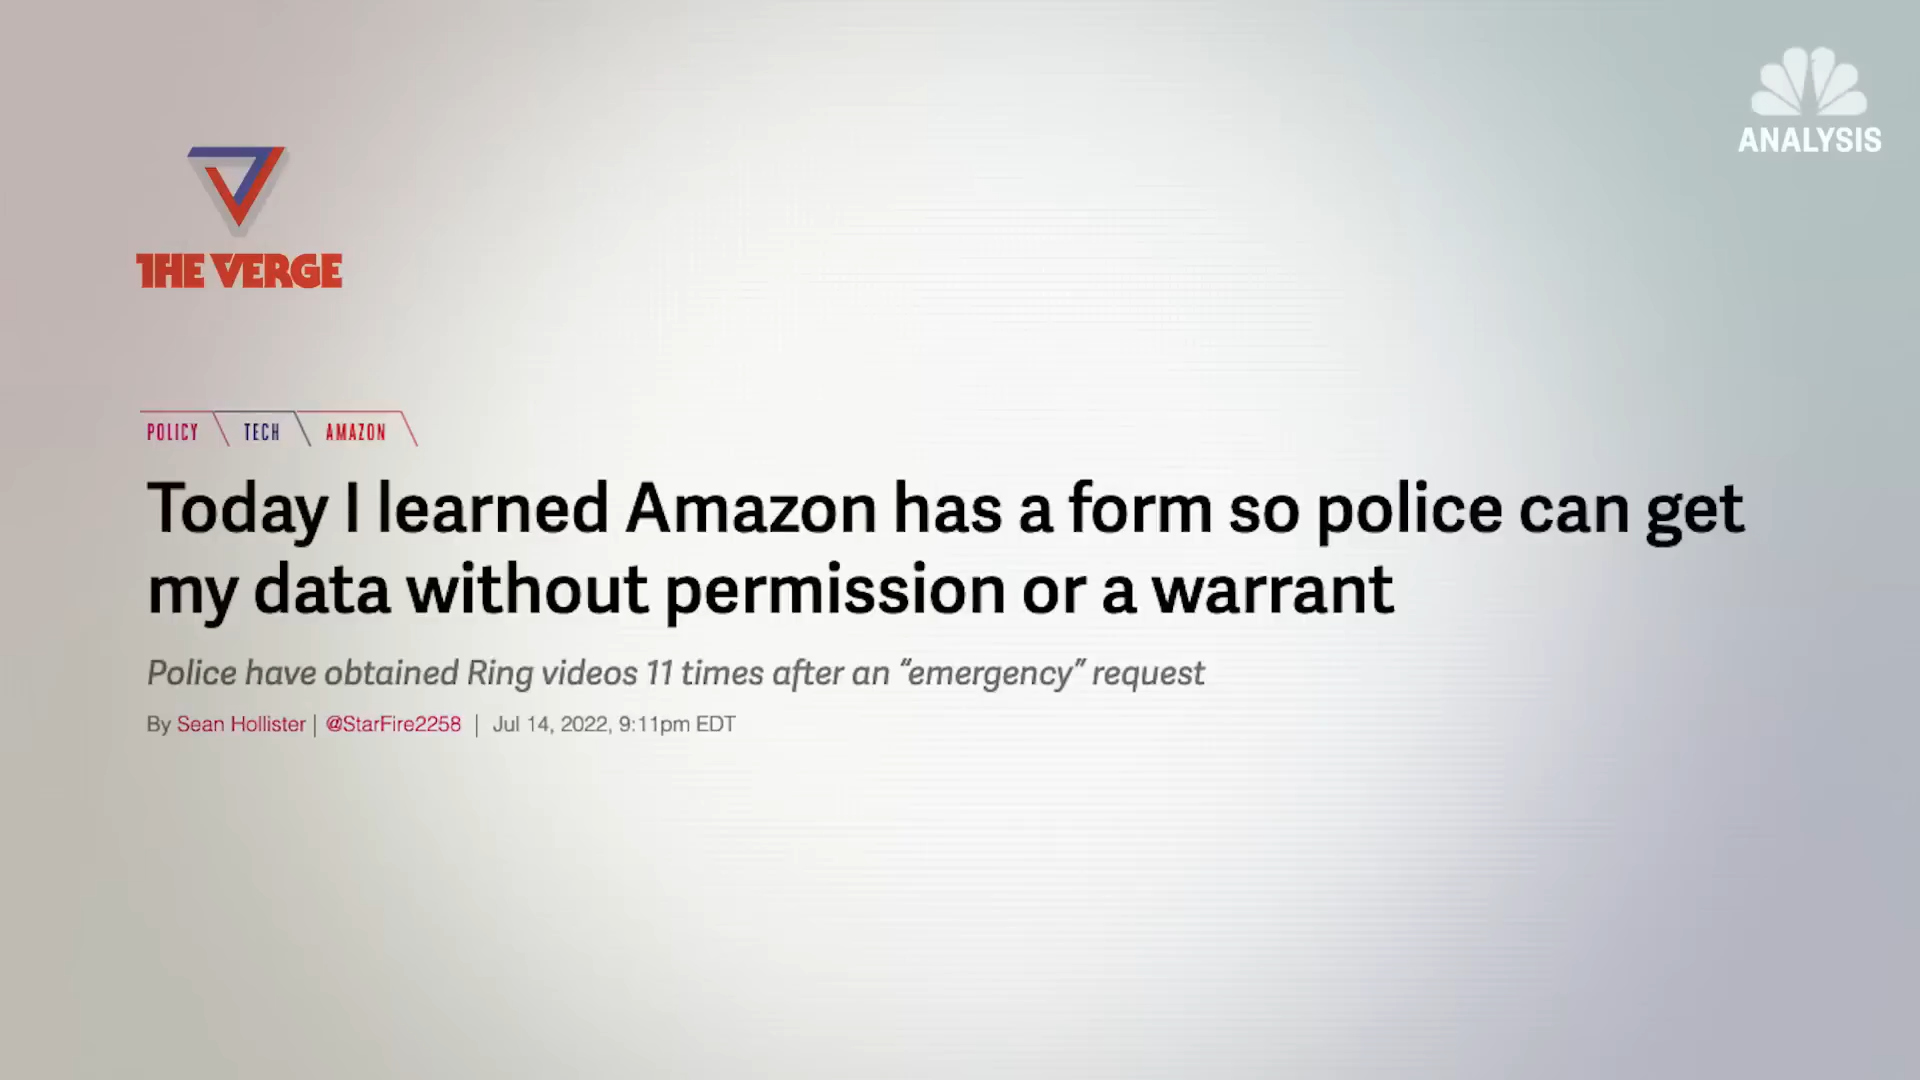 ANALYSIS
THE VERGE
POLICY TECH AMAZON
Today I learned Amazon has a form so police can get
my data without permission or a warrant
Police have obtained Ring videos 11 times after an “emergency” request
By Sean Hollister | @StarFire2258 | Jul 14, 2022, 9:11pm EDT